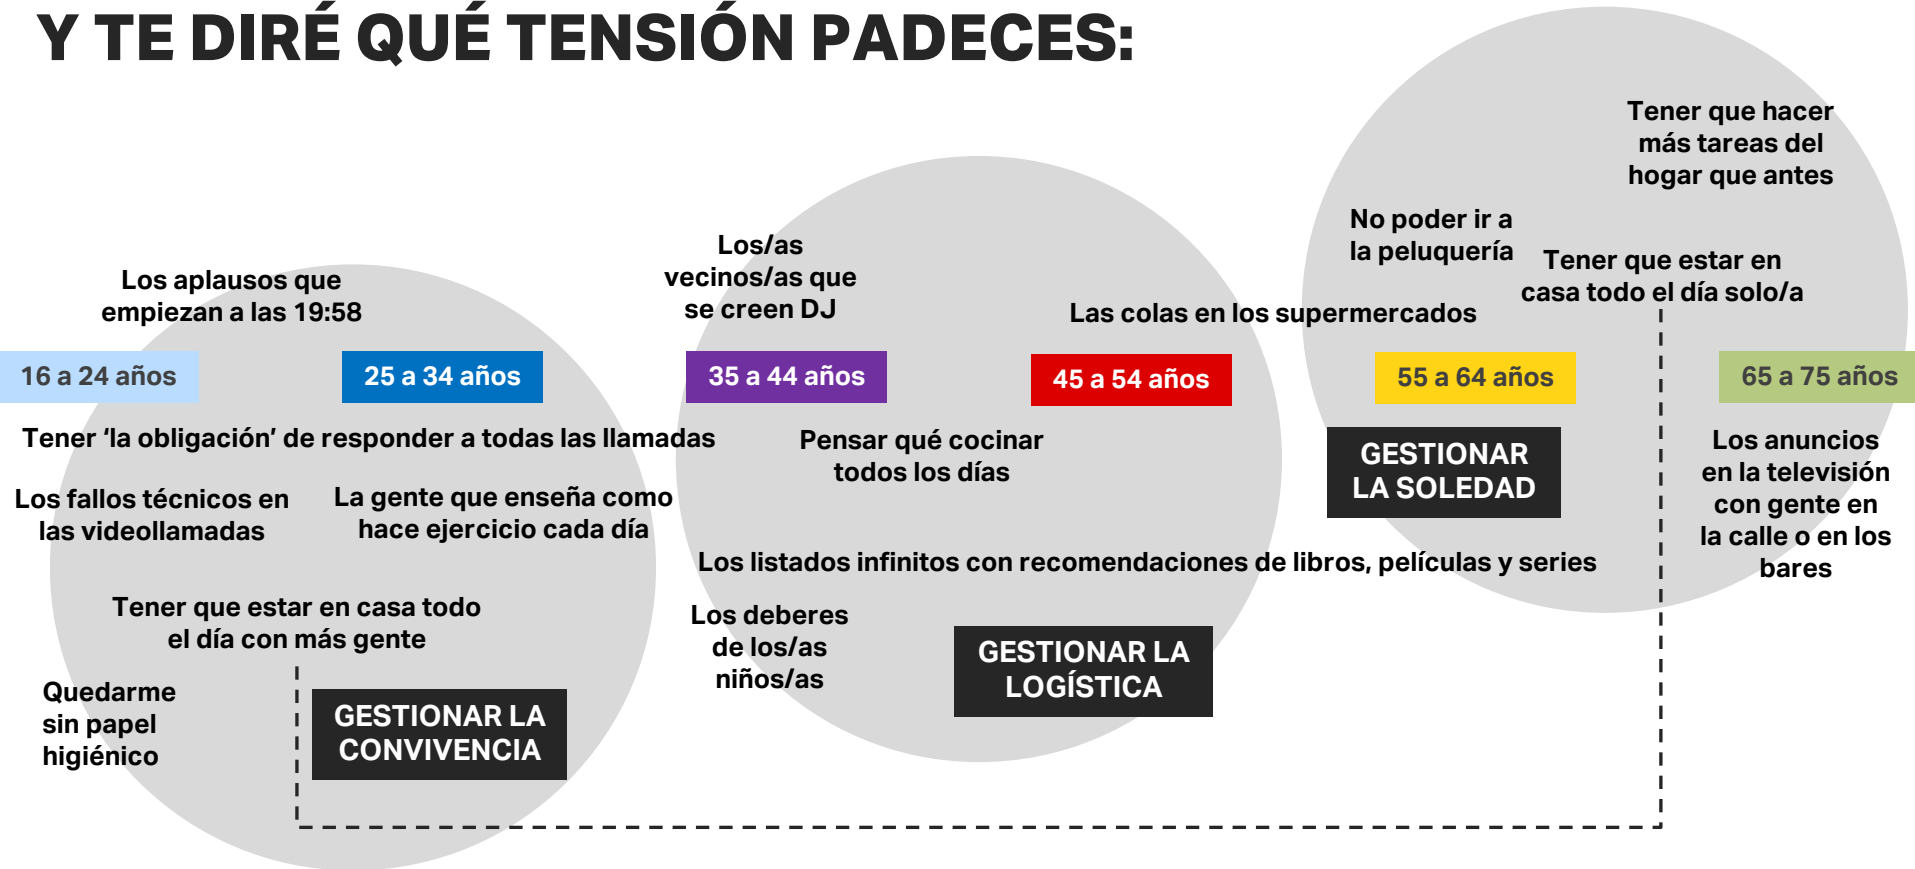 Y TE DIRÉ QUÉ TENSIÓN PADECES:
Tener que hacer
más tareas del
hogar que antes
No poder ir a
la peluquería
Tener que estar en
casa todo el día solo/a
Los/as
vecinos/as que
se creen DJ
Los aplausos que
empiezan a las 19:58
Las colas en los supermercados
16 a 24 años
25 a 34 años
35 a 44 años
45 a 54 años
55 a 64 años
65 a 75 años
Tener ‘la obligación’ de responder a todas las llamadas
Pensar qué cocinar
todos los días
GESTIONAR
LA SOLEDAD
Los anuncios
en la televisión
con gente en
la calle o en los
bares
Los fallos técnicos en
las videollamadas
La gente que enseña como
hace ejercicio cada día
Los listados infinitos con recomendaciones de libros, películas y series
Tener que estar en casa todo
el día con más gente
Los deberes
de los/as
niños/as
GESTIONAR LA
LOGÍSTICA
Quedarme
sin papel
higiénico
GESTIONAR LA
CONVIVENCIA